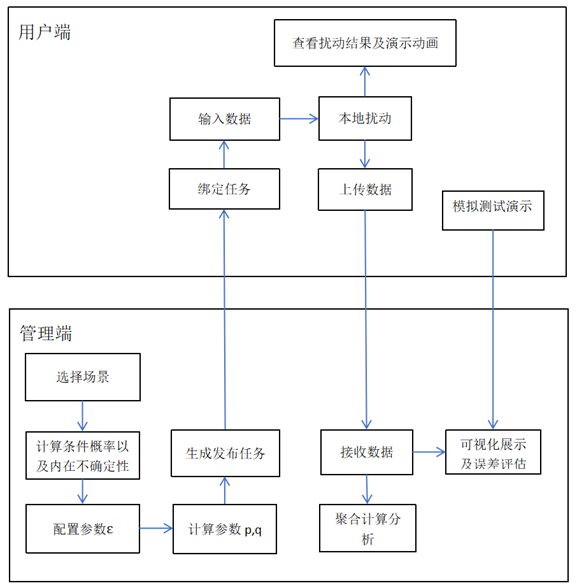 用户端
查看扰动结果及演示动画
输入数据
本地扰动
绑定任务
上传数据
模拟测试演示
管理端
选择场景
计算条件概率以
及内在不确定性
生成发布任务
接收数据
可视化展示
及误差评估
配置参数ε
计算参数 p,q
聚合计算分
析